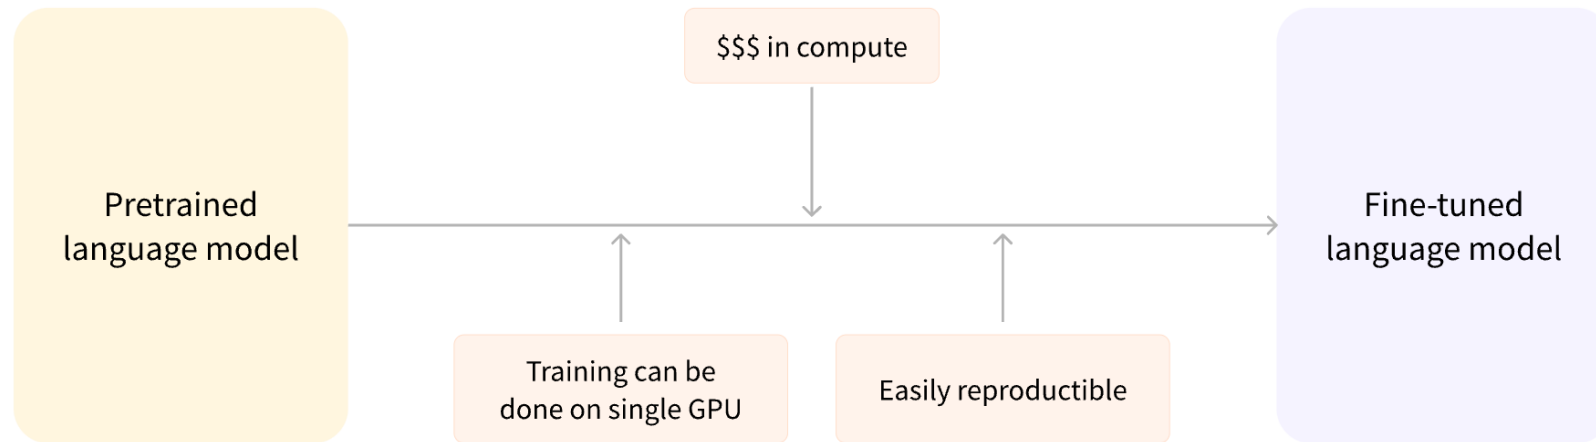 $$$ in compute
Pretrained
language model
Fine-tuned
language model
Training can be
done on single GPU
Easily reproductible